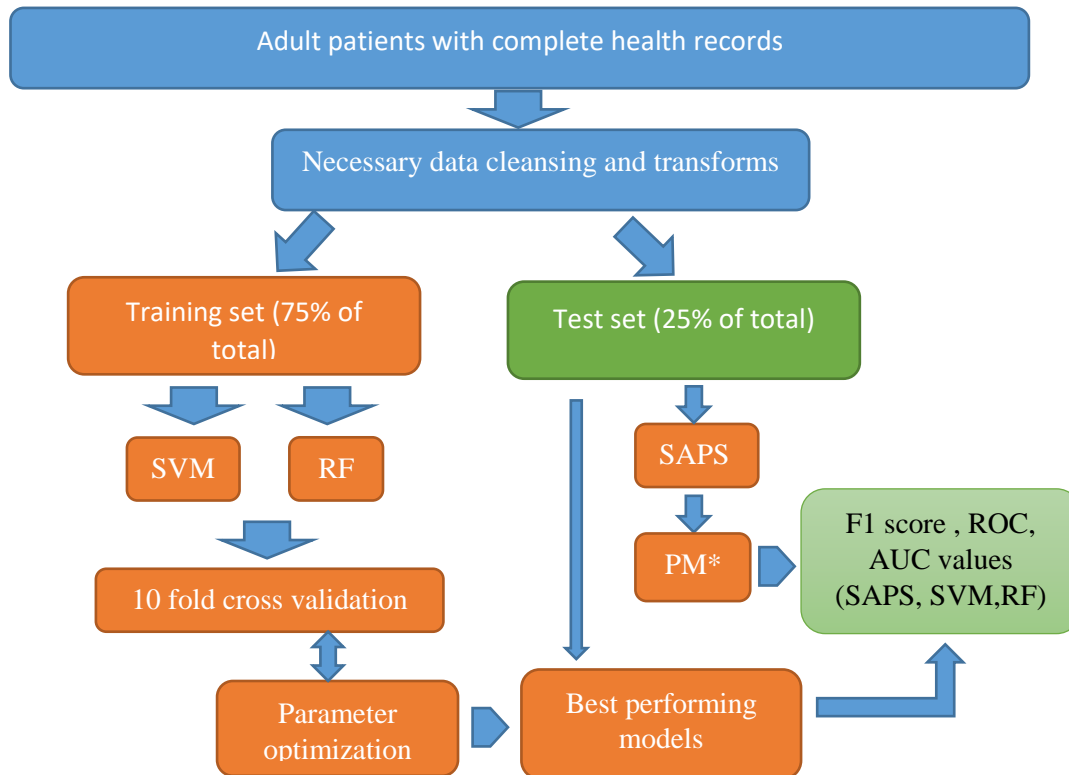 Adult patients with complete health records
Necessary data cleansing and transforms
Training set (75% of
total)
Test set (25% of total)
SVM
RF
SAPS
PM*
F1 score , ROC,
AUC values
(SAPS, SVM,RF)
10 fold cross validation
Parameter
optimization
Best performing
models